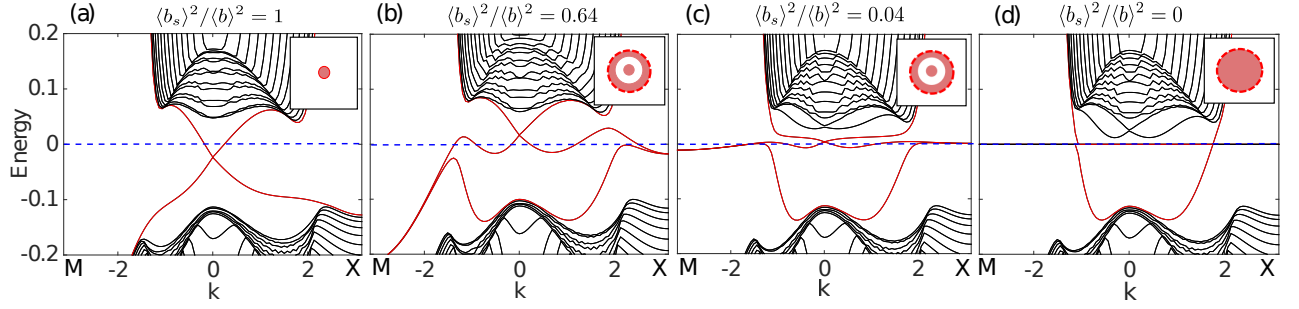 (a) ⟨b_s⟩²/⟨b⟩² = 1
(b) ⟨b_s⟩²/⟨b⟩² = 0.64
(c) ⟨b_s⟩²/⟨b⟩² = 0.04
(d) ⟨b_s⟩²/⟨b⟩² = 0
Energy
0.2
0.1
0
-0.1
-0.2
M -2 0 2 X
k
M -2 0 2 X
k
M -2 0 2 X
k
M -2 0 2 X
k